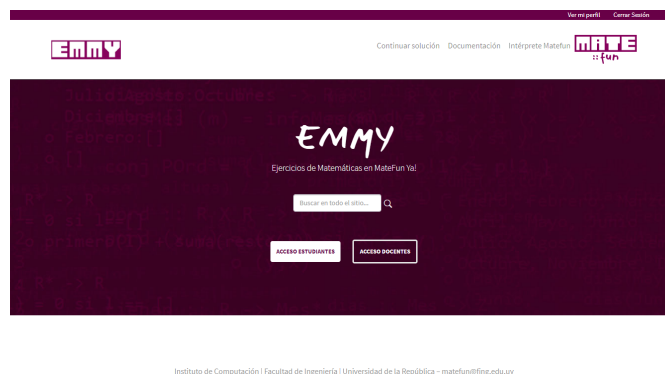 Ver mi perfil Cerrar Sesión
EMMY
Continuar solución Documentación Intérprete Matefun
MATE
::fun
EMMY
Ejercicios de Matemáticas en MateFun Ya!
Buscar en todo el sitio...
ACCESO ESTUDIANTES ACCESO DOCENTES
Instituto de Computación | Facultad de Ingeniería | Universidad de la República – matefun@fing.edu.uy